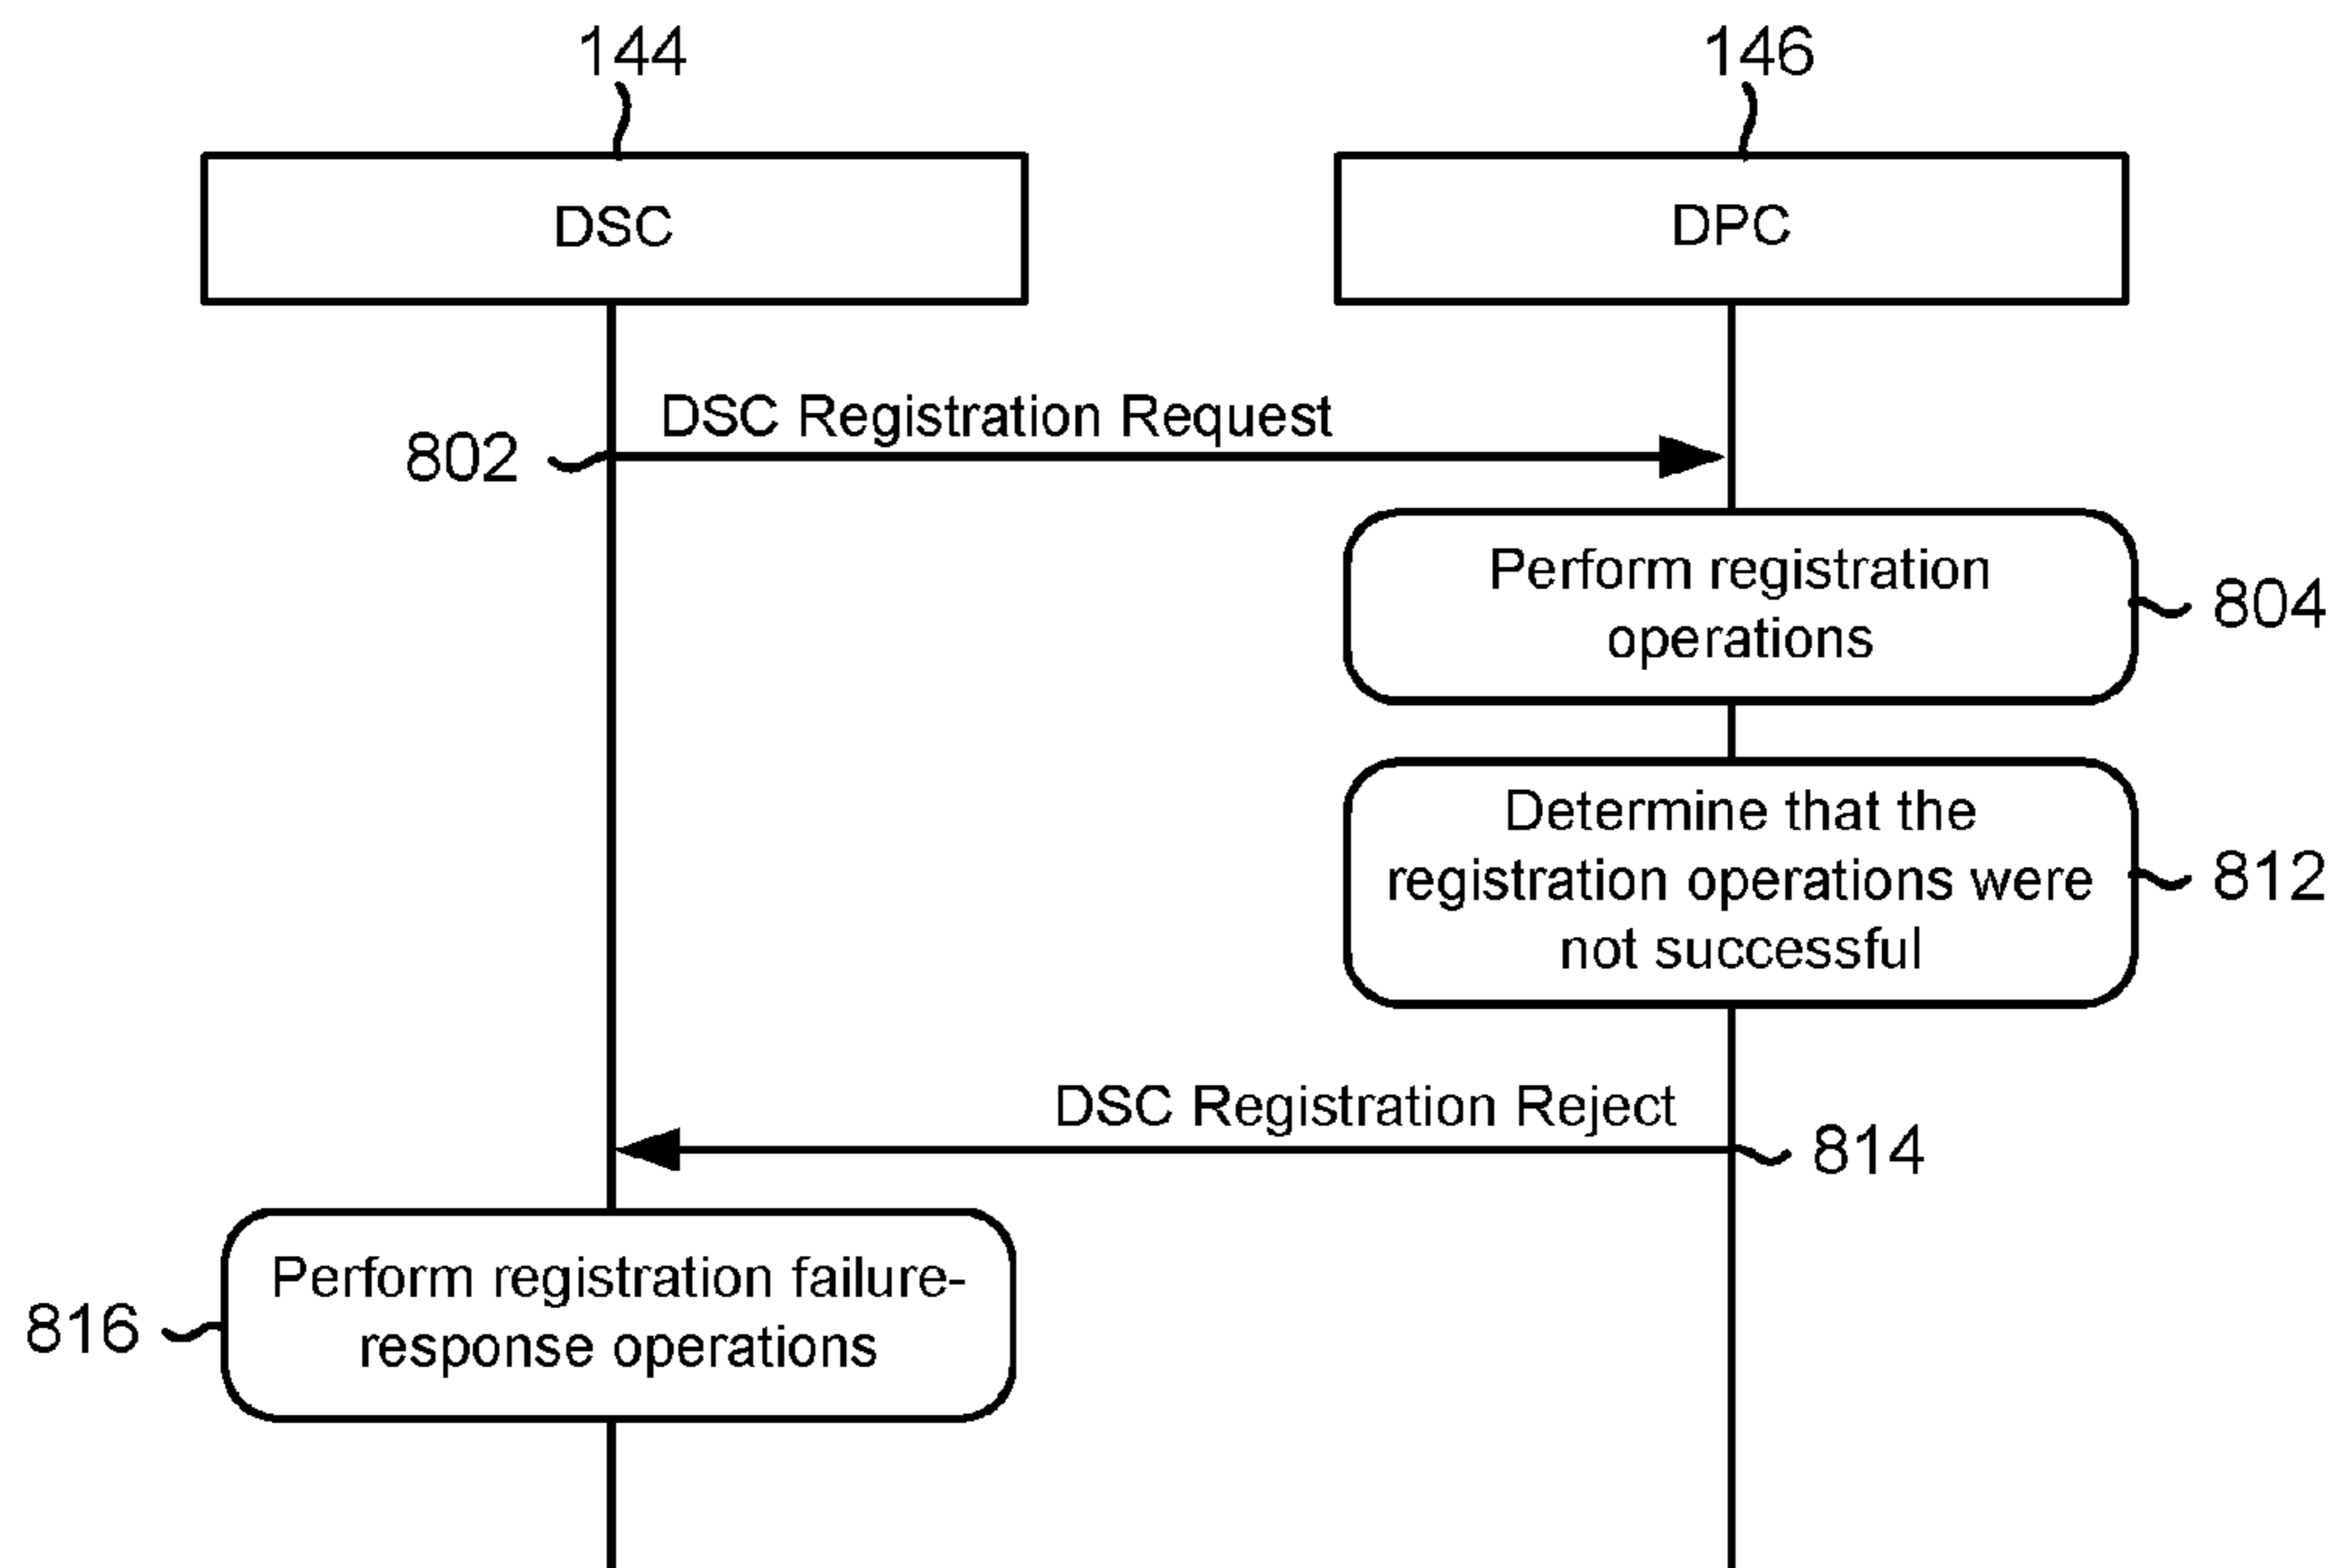 144
146
DSC
DPC
DSC Registration Request
802
Perform registration
operations
804
Determine that the
registration operations were
not successful
812
DSC Registration Reject
814
Perform registration failure-
response operations
816